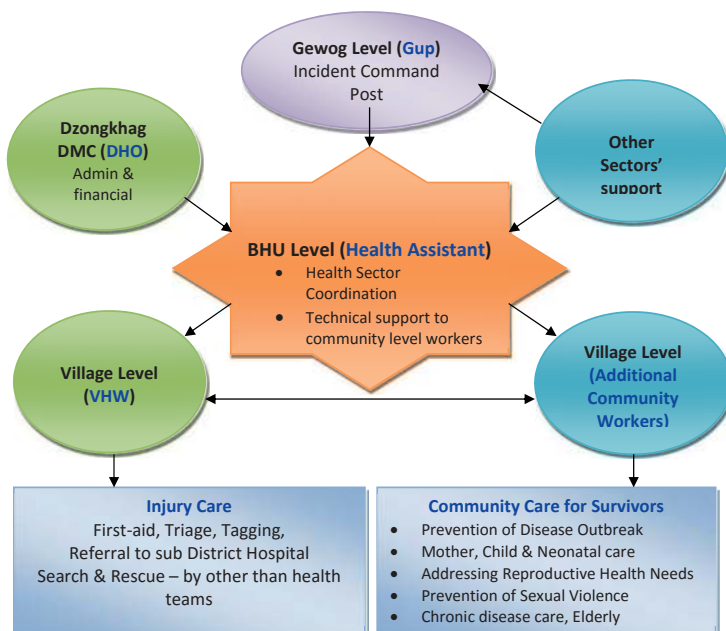 Gewog Level (Gup)
Incident Command
Post
Dzongkhag
DMC (DHO)
Admin &
financial
Other
Sectors'
support
BHU Level (Health Assistant)
• Health Sector
Coordination
• Technical support to
community level workers
Village Level
(VHW)
Village Level
(Additional
Community
Workers)
Injury Care
First-aid, Triage, Tagging,
Referral to sub District Hospital
Search & Rescue – by other than health
teams
Community Care for Survivors
• Prevention of Disease Outbreak
• Mother, Child & Neonatal care
• Addressing Reproductive Health Needs
• Prevention of Sexual Violence
• Chronic disease care, Elderly